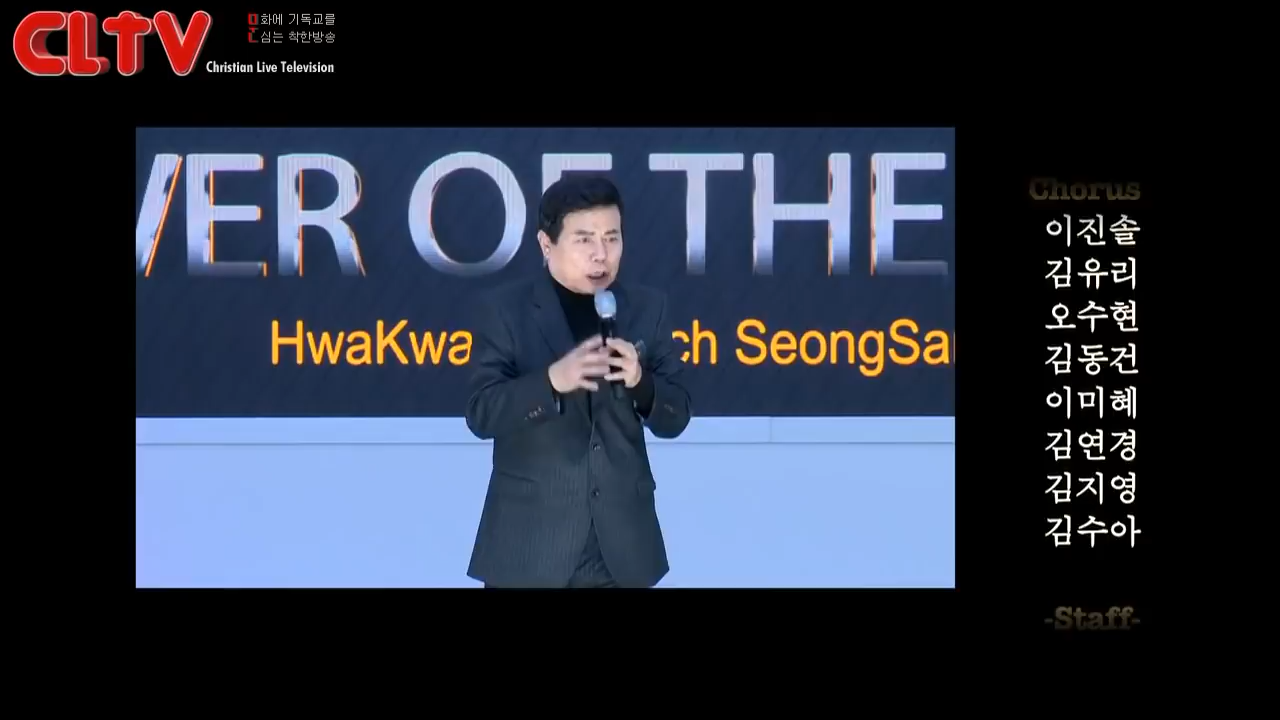 CLTV
문화에 기독교를
심는 착한방송
Christian Live Television
VER OF THE
HwaKwa ch SeongSa
Chorus
이진솔
김유리
오수현
김동건
이미혜
김연경
김지영
김수아
-Staff-